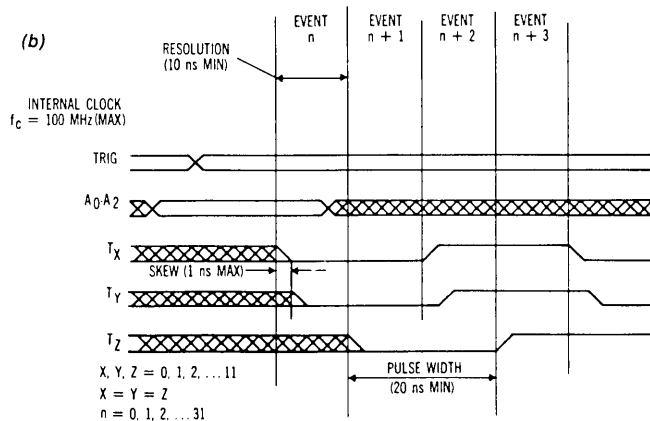 (b)
EVENT
n
EVENT
n + 1
EVENT
n + 2
EVENT
n + 3
RESOLUTION
(10 ns MIN)
INTERNAL CLOCK
fc = 100 MHz (MAX)
TRIG
A0-A2
TX
SKEW (1 ns MAX)
TY
TZ
X, Y, Z = 0, 1, 2, ...11
X = Y = Z
n = 0, 1, 2, ...31
PULSE WIDTH
(20 ns MIN)